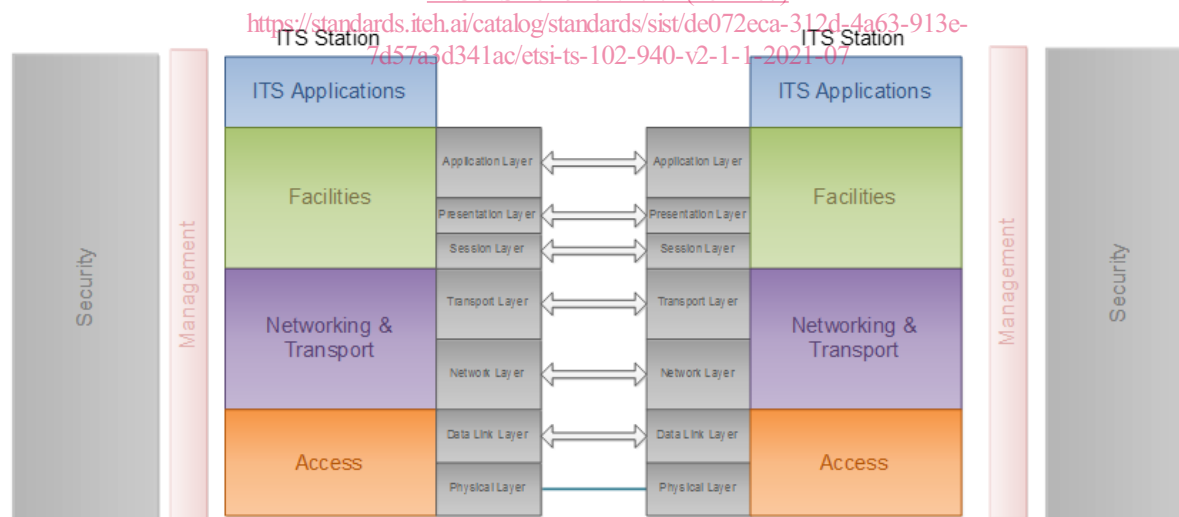 https://standards.iteh.ai/catalog/standards/sist/de072eca-312d-4a63-913e-
7d57a3d341ac/etsi-ts-102-940-v2-1-1-2021-07
ITS Station
ITS Station
ITS Applications
ITS Applications
Facilities
Application Layer
Application Layer
Facilities
Presentation Layer
Presentation Layer
Session Layer
Session Layer
Security
Management
Management
Security
Networking &
Transport
Transport Layer
Transport Layer
Networking &
Transport
Network Layer
Network Layer
Access
Data Link Layer
Data Link Layer
Access
Physical Layer
Physical Layer